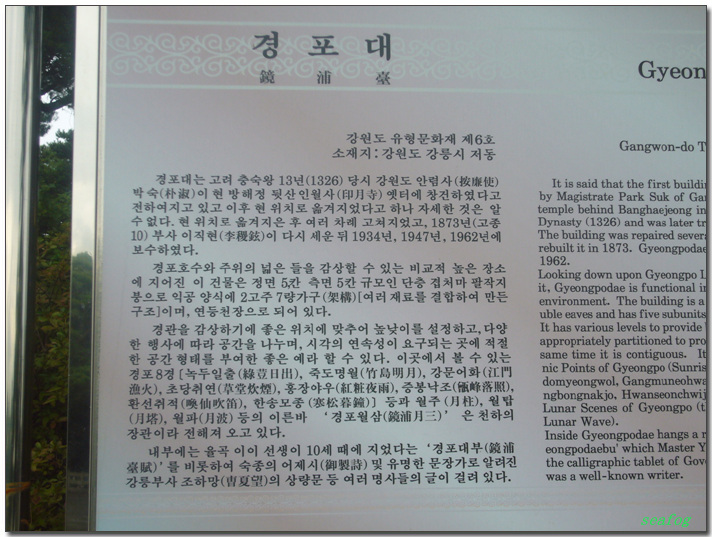 경 포 대
鏡 浦 臺
강원도 유형문화재 제6호
소재지: 강원도 강릉시 저동
경포대는 고려 충숙왕 13년(1326) 당시 강원도 안렴사(按廉使)
박숙(朴淑)이 현 방해정 뒷산 인월사(印月寺) 옛터에 창건하였다고
전하여지고 있고 이후 현 위치로 옮겨지었다고 하나 자세한 것은 알
수 없다. 현 위치로 옮겨지은 후 여러 차례 고쳐지었고, 1873년(고종
10) 부사 이직현(李稷鉉)이 다시 세운 뒤 1934년, 1947년, 1962년에
보수하였다.
경포호수와 주위의 넓은 들을 감상할 수 있는 비교적 높은 장소
에 지어진 이 건물은 정면 5칸 측면 5칸 규모인 단층 겹처마 팔작지
붕으로 익공 양식에 2고주 7량가구(架構)[여러 재료를 결합하여 만든
구조]이며, 연등천장으로 되어 있다.
경관을 감상하기에 좋은 위치에 맞추어 높낮이를 설정하고, 다양
한 행사에 따라 공간을 나누며, 시각의 연속성이 요구되는 곳에 적절
한 공간 형태를 부여한 좋은 예라 할 수 있다. 이곳에서 볼 수 있는
경포8경[녹두일출(綠荳日出), 죽도명월(竹島明月), 강문어화(江門
漁火), 초당취연(草堂炊煙), 홍장야우(紅粧夜雨), 증봉낙조(甑峰落照),
환선취적(喚仙吹笛), 한송모종(寒松暮鐘)] 등과 월주(月柱), 월탑
(月塔), 월파(月波) 등의 이른바 ‘경포월삼(鏡浦月三)’은 천하의
장관이라 전해져 오고 있다.
내부에는 율곡 이이 선생이 10세 때에 지었다는 ‘경포대부(鏡浦
臺賦)’를 비롯하여 숙종의 어제시(御製詩) 및 유명한 문장가로 알려진
강릉부사 조하망(曺夏望)의 상량문 등 여러 명사들의 글이 걸려 있다.
Gyeon
Gangwon-do T
It is said that the first buildin
by Magistrate Park Suk of Gan
temple behind Banghaejeong in
Dynasty (1326) and was later tr
The building was repaired sever
rebuilt it in 1873. Gyeongpodae
1962.
Looking down upon Gyeongpo L
it, Gyeongpodae is functional in
environment. The building is a
uble eaves and has five subunits
It has various levels to provide
appropriately partitioned to pro
same time it is contiguous. It
nic Points of Gyeongpo (Sunris
domyeongwol, Gangmuneohwa
ngbongnakjo, Hwanseonchwij
Lunar Scenes of Gyeongpo (t
Lunar Wave).
Inside Gyeongpodae hangs a r
eongpodaebu' which Master Y
the calligraphic tablet of Gov
was a well-known writer.